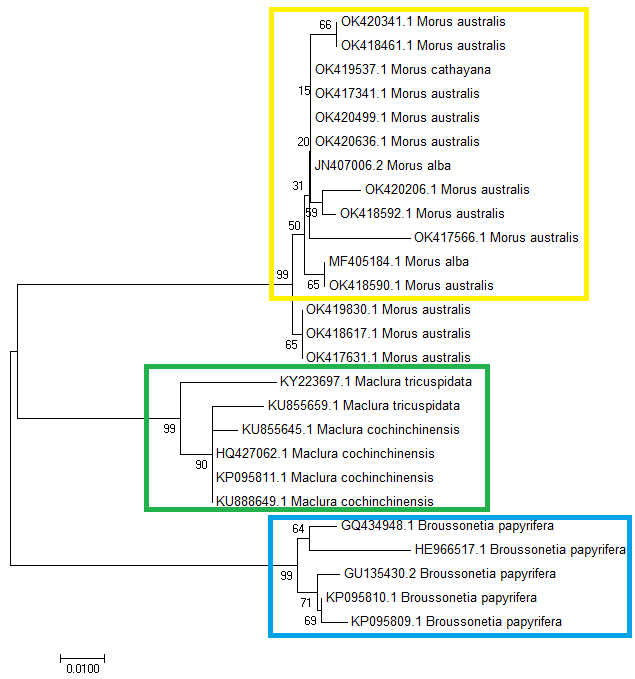 66
OK420341.1 Morus australis
OK418461.1 Morus australis
OK419537.1 Morus cathayana
15
OK417341.1 Morus australis
OK420499.1 Morus australis
20
OK420636.1 Morus australis
JN407006.2 Morus alba
31
OK420206.1 Morus australis
59
OK418592.1 Morus australis
50
OK417566.1 Morus australis
99
MF405184.1 Morus alba
65
OK418590.1 Morus australis
OK419830.1 Morus australis
OK418617.1 Morus australis
65
OK417631.1 Morus australis
KY223697.1 Maclura tricuspidata
KU855659.1 Maclura tricuspidata
99
KU855645.1 Maclura cochinchinensis
HQ427062.1 Maclura cochinchinensis
90
KP095811.1 Maclura cochinchinensis
KU888649.1 Maclura cochinchinensis
64
GQ434948.1 Broussonetia papyrifera
HE966517.1 Broussonetia papyrifera
99
GU135430.2 Broussonetia papyrifera
71
KP095810.1 Broussonetia papyrifera
69
KP095809.1 Broussonetia papyrifera
0.0100